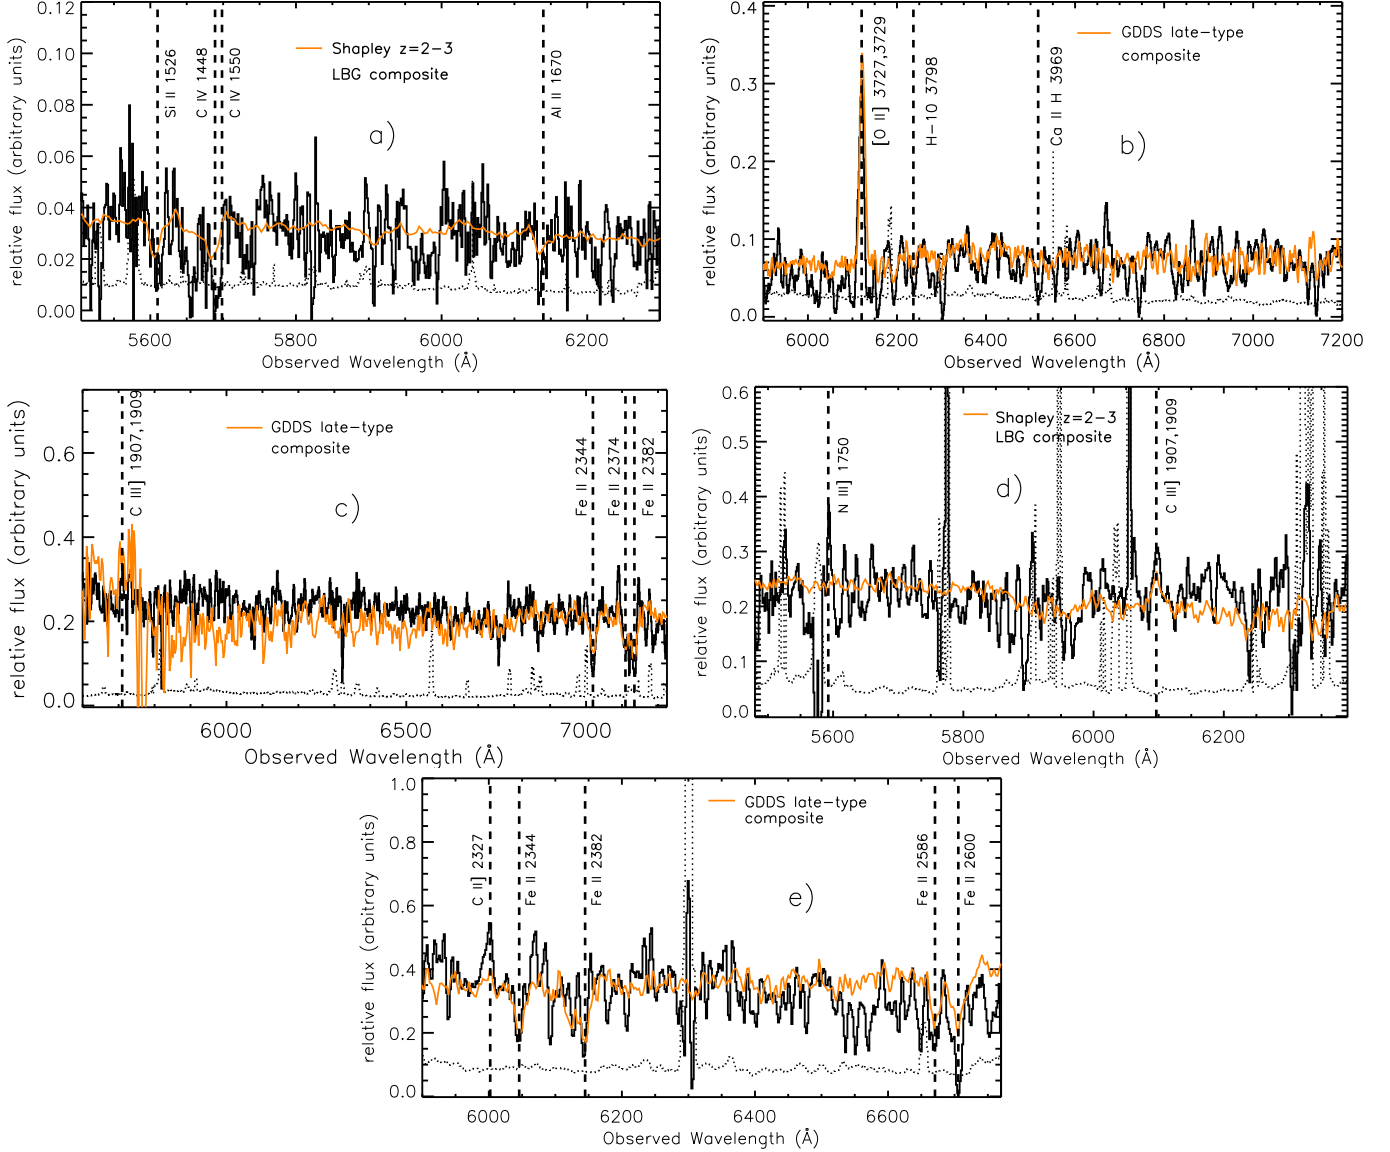 0.12
0.10
0.08
0.06
0.04
0.02
0.00
relative flux (arbitrary units)
Si II 1526
C IV 1448
C IV 1550
Shapley z=2-3
LBG composite
a)
Al II 1670
5600
5800
6000
6200
Observed Wavelength (Å)
0.4
0.3
0.2
0.1
0.0
relative flux (arbitrary units)
[O II] 3727,3729
H-10 3798
Ca II H 3969
GDDS late-type
composite
b)
6000
6200
6400
6600
6800
7000
7200
Observed Wavelength (Å)
0.6
0.4
0.2
0.0
relative flux (arbitrary units)
C III] 1907,1909
GDDS late-type
composite
c)
Fe II 2344
Fe II 2374
Fe II 2382
6000
6500
7000
Observed Wavelength (Å)
0.6
0.5
0.4
0.3
0.2
0.1
0.0
relative flux (arbitrary units)
N III] 1750
Shapley z=2-3
LBG composite
d)
C III] 1907,1909
5600
5800
6000
6200
Observed Wavelength (Å)
1.0
0.8
0.6
0.4
0.2
0.0
relative flux (arbitrary units)
C II] 2327
Fe II 2344
Fe II 2382
GDDS late-type
composite
e)
Fe II 2586
Fe II 2600
6000
6200
6400
6600
Observed Wavelength (Å)